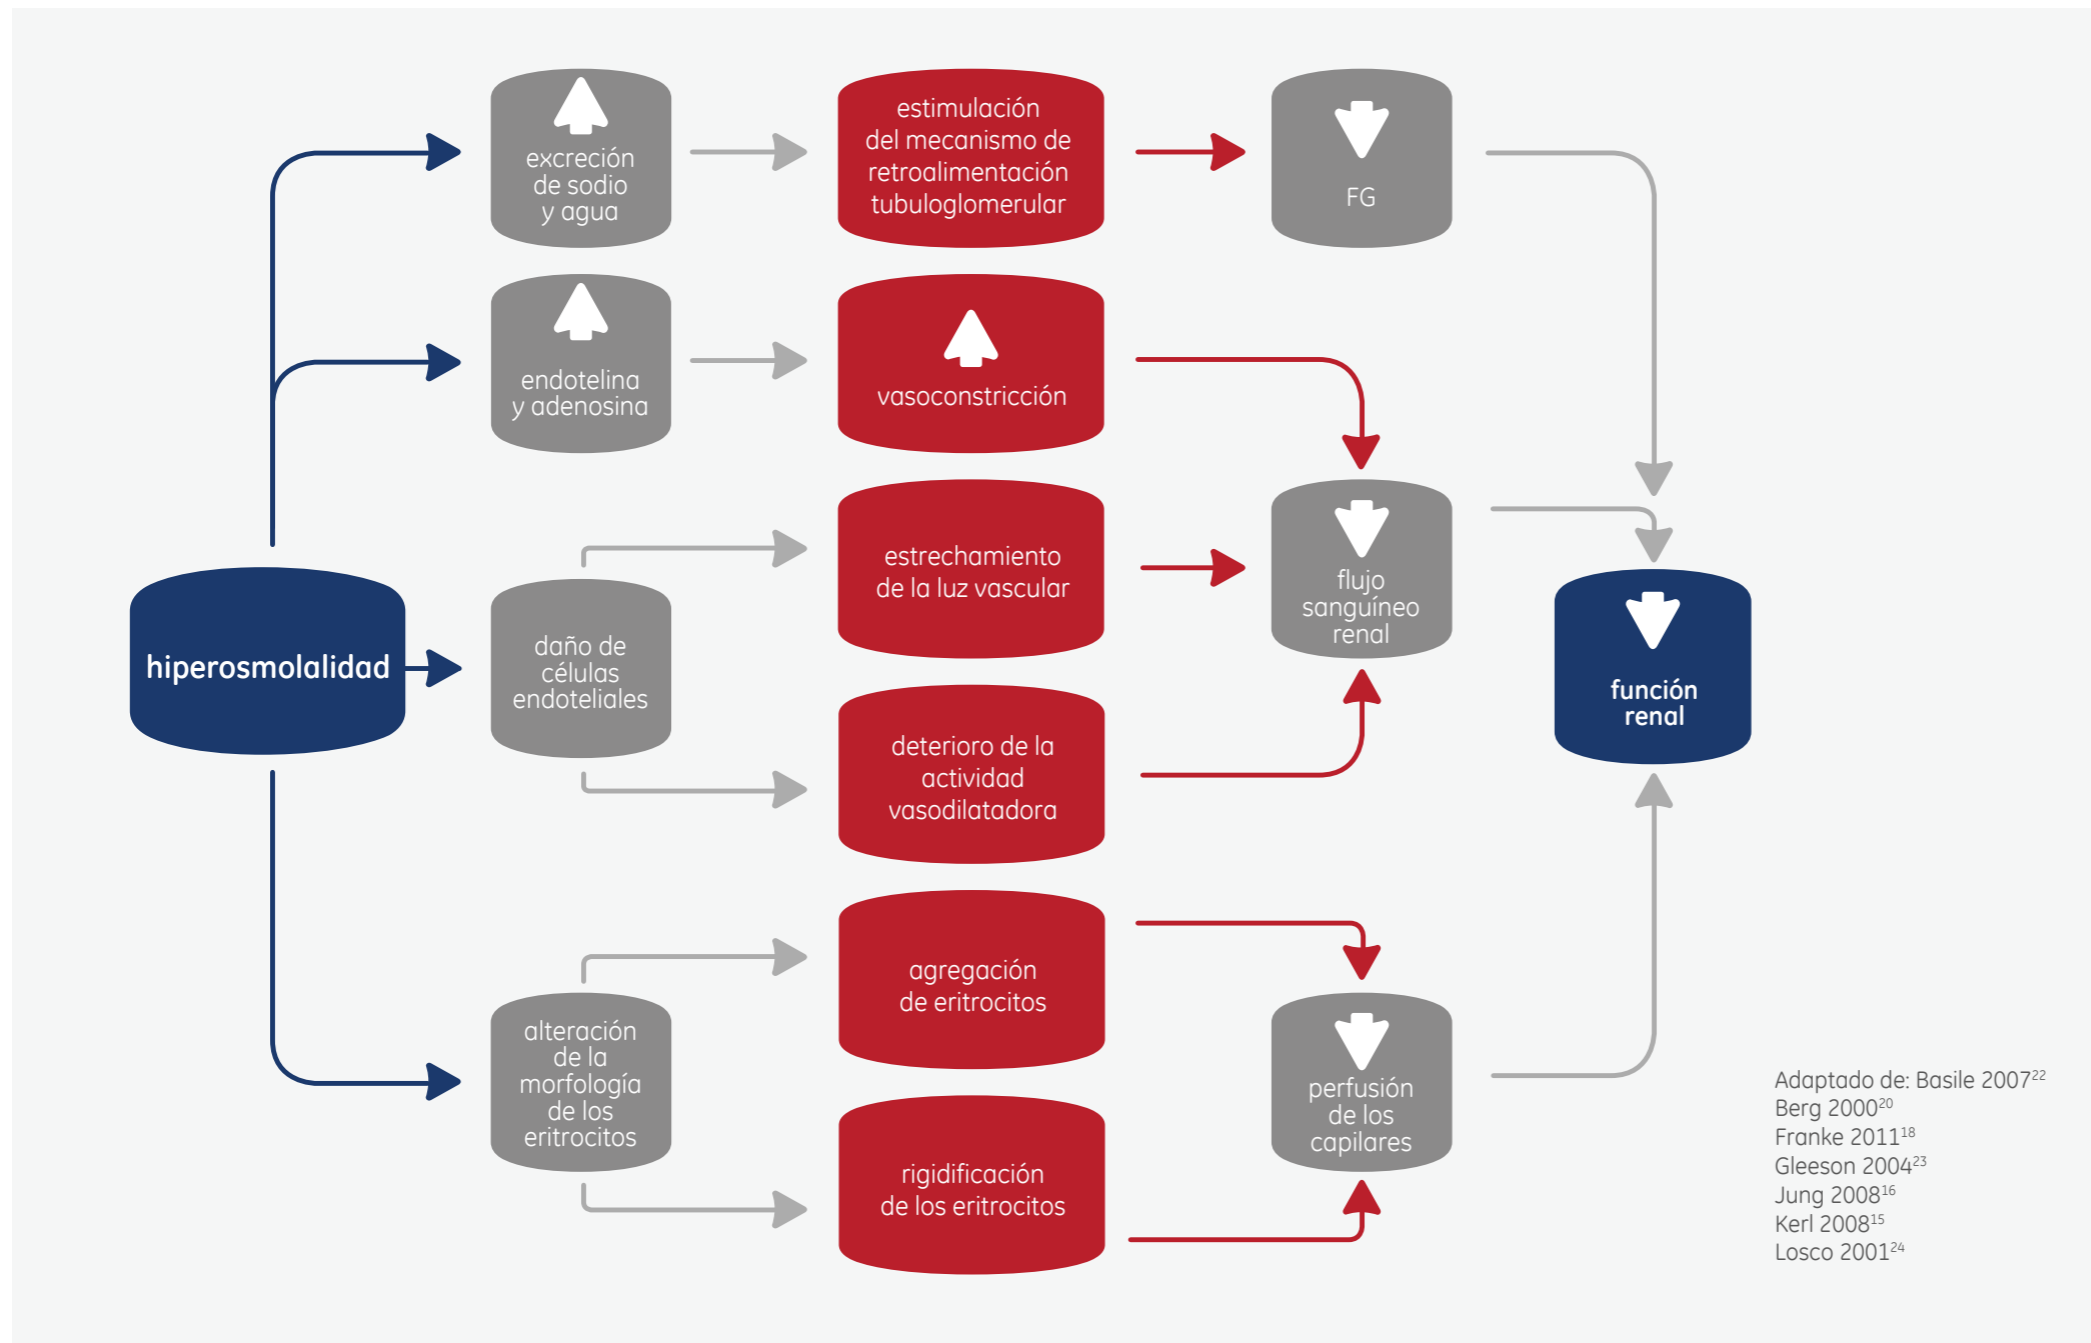 excreción
de sodio
y agua
estimulación
del mecanismo de
retroalimentación
tubuloglomerular
FG
endotelina
y adenosina
vasoconstricción
hiperosmolalidad
daño de
células
endoteliales
estrechamiento
de la luz vascular
deterioro de la
actividad
vasodilatadora
flujo
sanguíneo
renal
función
renal
alteración
de la
morfología
de los
eritrocitos
agregación
de eritrocitos
rigidificación
de los eritrocitos
perfusión
de los
capilares
Adaptado de: Basile 2007²²
Berg 2000²⁰
Franke 2011¹⁸
Gleeson 2004²³
Jung 2008¹⁶
Kerl 2008¹⁵
Losco 2001²⁴